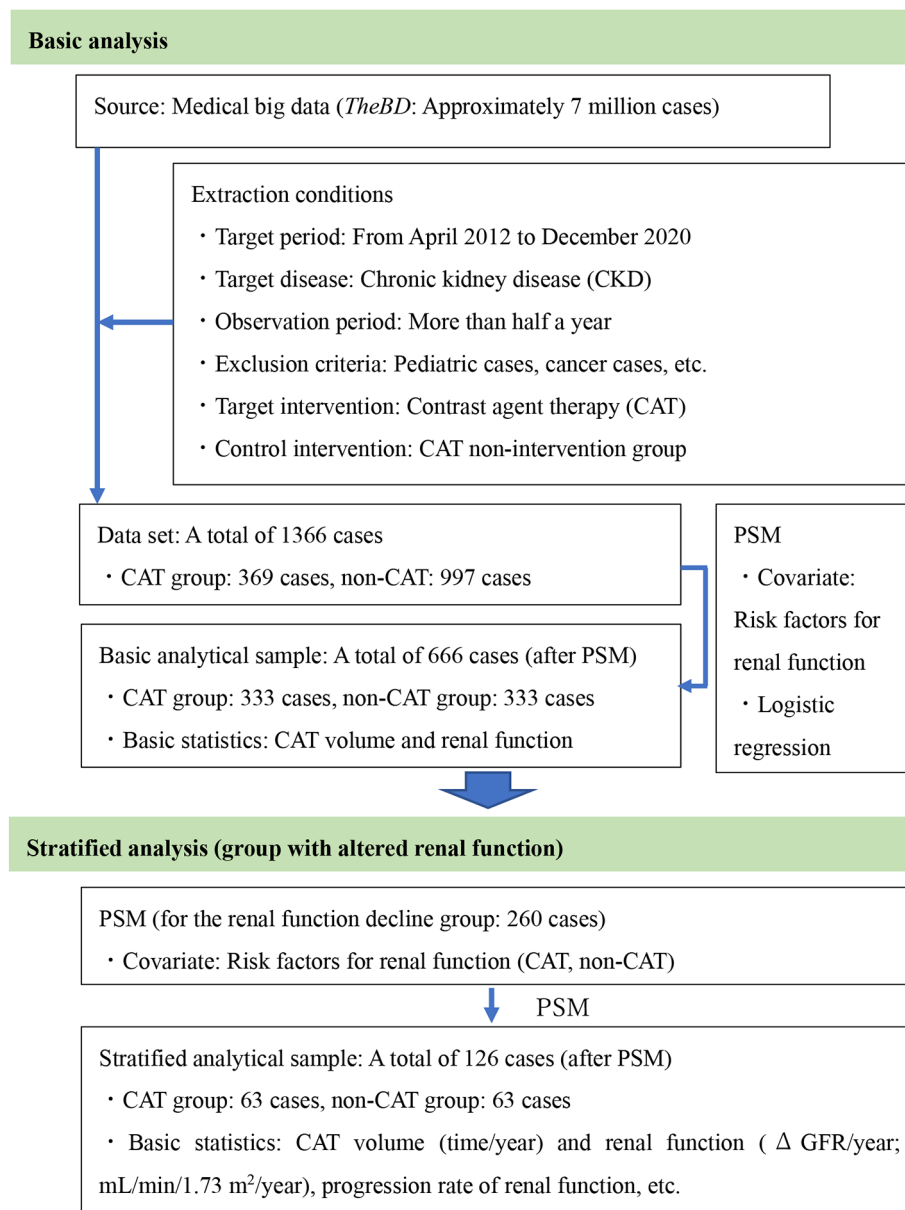 Basic analysis
Source: Medical big data (TheBD: Approximately 7 million cases)
Extraction conditions
・Target period: From April 2012 to December 2020
・Target disease: Chronic kidney disease (CKD)
・Observation period: More than half a year
・Exclusion criteria: Pediatric cases, cancer cases, etc.
・Target intervention: Contrast agent therapy (CAT)
・Control intervention: CAT non-intervention group
Data set: A total of 1366 cases
・CAT group: 369 cases, non-CAT: 997 cases
PSM
・Covariate:
Risk factors for
renal function
・Logistic
regression
Basic analytical sample: A total of 666 cases (after PSM)
・CAT group: 333 cases, non-CAT group: 333 cases
・Basic statistics: CAT volume and renal function
Stratified analysis (group with altered renal function)
PSM (for the renal function decline group: 260 cases)
・Covariate: Risk factors for renal function (CAT, non-CAT)
PSM
Stratified analytical sample: A total of 126 cases (after PSM)
・CAT group: 63 cases, non-CAT group: 63 cases
・Basic statistics: CAT volume (time/year) and renal function (Δ GFR/year;
mL/min/1.73 m²/year), progression rate of renal function, etc.